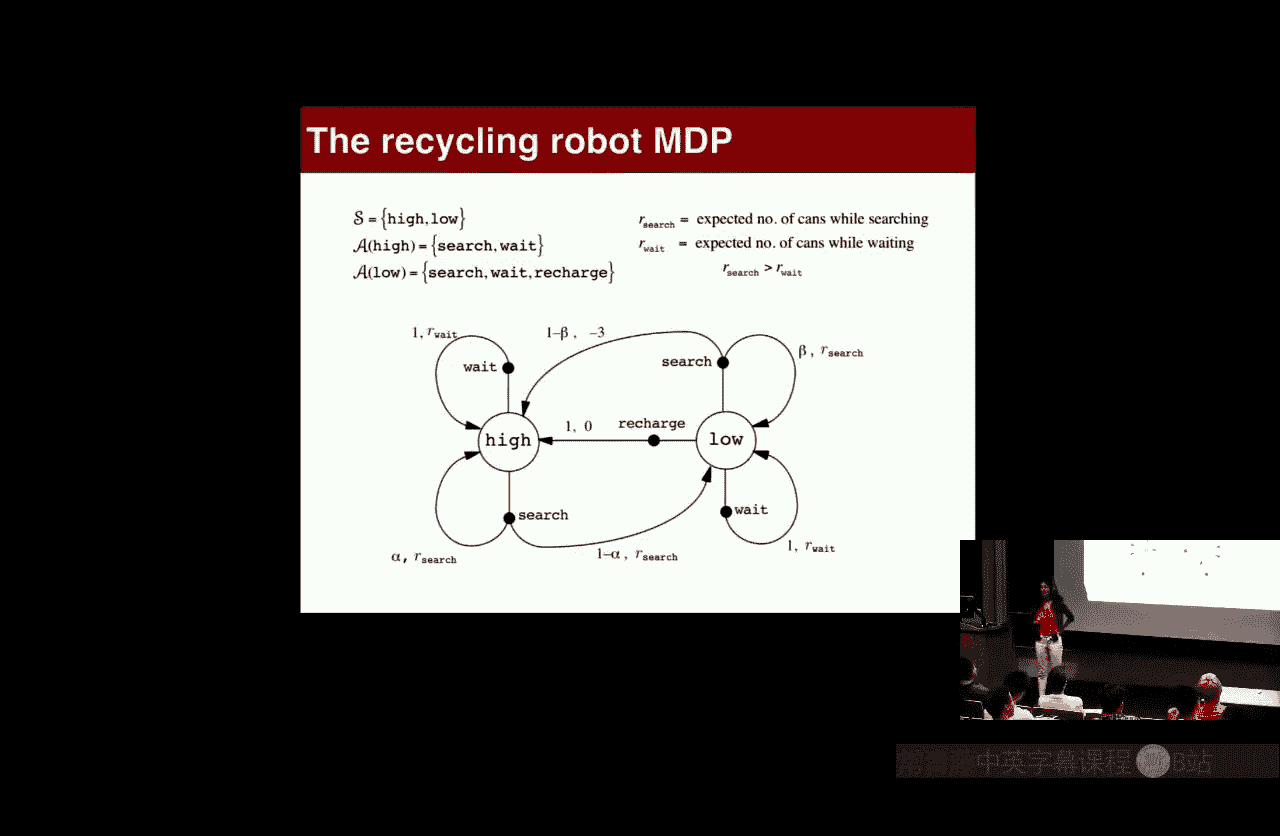 The recycling robot MDP
S = {high, low}
A(high) = {search, wait}
A(low) = {search, wait, recharge}
r_search = expected no. of cans while searching
r_wait = expected no. of cans while waiting
r_search > r_wait
1, r_wait
1–β , –3
wait
search
β , r_search
1, 0
recharge
high
low
search
wait
α, r_search
1–α , r_search
1, r_wait
中英字幕课程
B站